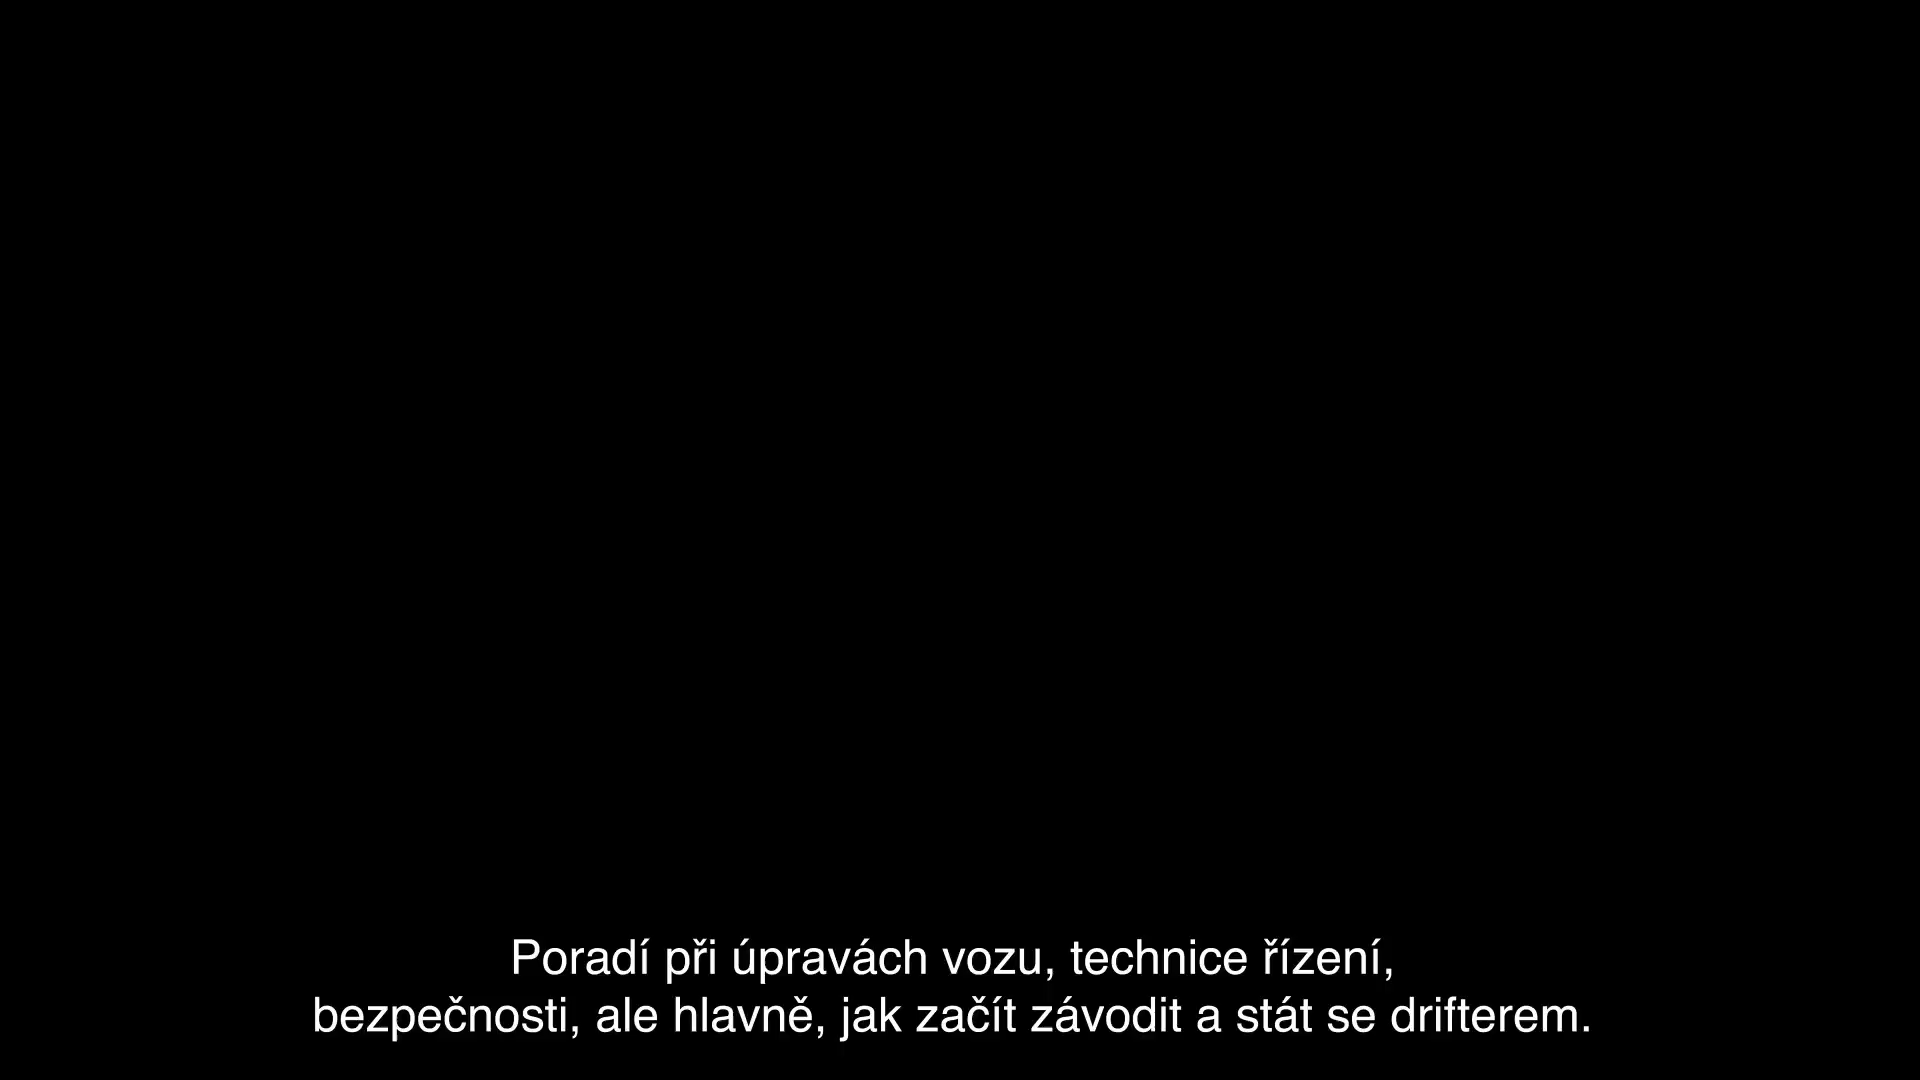 Poradí při úpravách vozu, technice řízení,
bezpečnosti, ale hlavně, jak začít závodit a stát se drifterem.